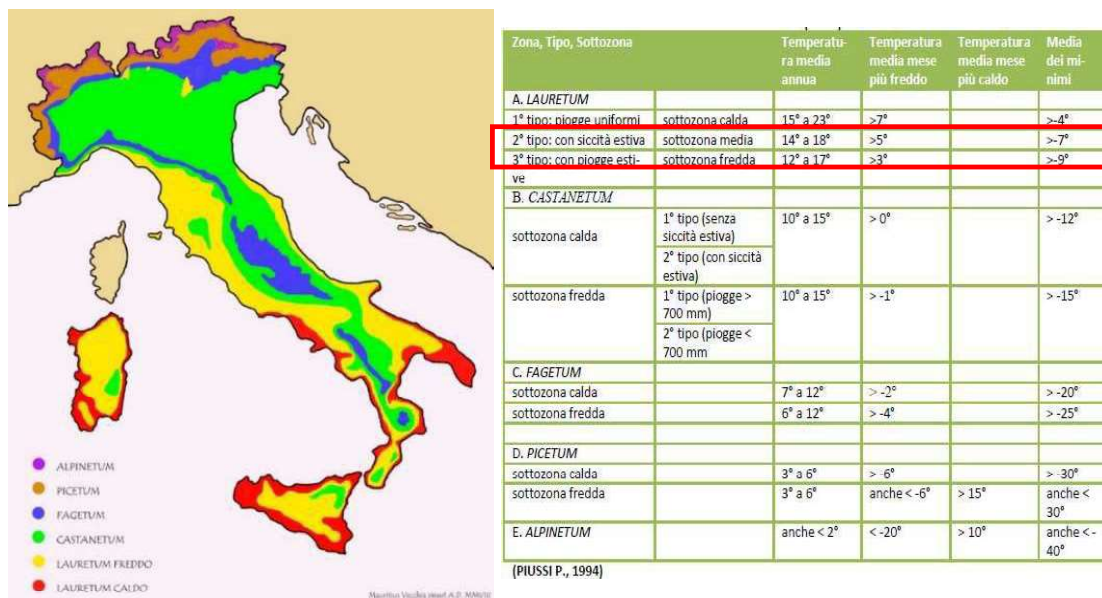 ALPINETUM
PICETUM
FAGETUM
CASTANETUM
LAURETUM FREDDO
LAURETUM CALDO
Zona, Tipo, Sottozona Temperatu- Temperatura Temperatura Media
ra media media mese media mese dei mi-
annua più freddo più caldo nimi
A. LAURETUM
1° tipo: piogge uniformi sottozona calda 15° a 23° >7° >-4°
2° tipo: con siccità estiva sottozona media 14° a 18° >5° >-7°
3° tipo: con piogge esti- sottozona fredda 12° a 17° >3° >-9°
ve
B. CASTANETUM
sottozona calda 1° tipo (senza 10° a 15° > 0° > -12°
siccità estiva)
2° tipo (con siccità
estiva)
sottozona fredda 1° tipo (piogge > 10° a 15° > -1° > -15°
700 mm)
2° tipo (piogge <
700 mm
C. FAGETUM
sottozona calda 7° a 12° > -2° > -20°
sottozona fredda 6° a 12° > -4° > -25°
D. PICETUM
sottozona calda 3° a 6° > -6° > -30°
sottozona fredda 3° a 6° anche < -6° > 15° anche <
30°
E. ALPINETUM anche < 2° < -20° > 10° anche < -
40°
(PIUSSI P., 1994)